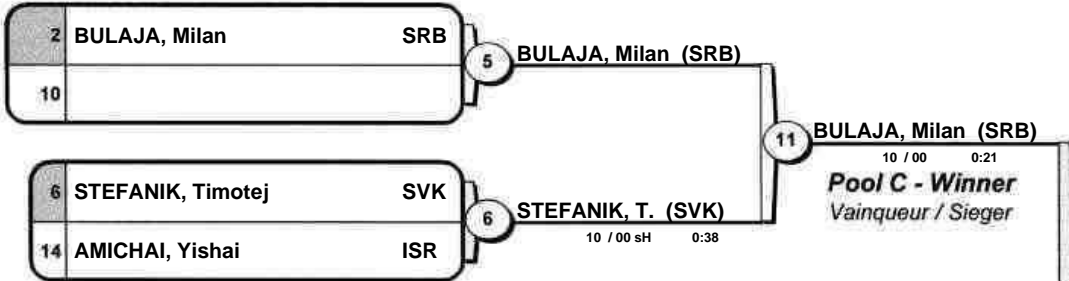 2 BULAJA, Milan SRB
10
5
BULAJA, Milan (SRB)
6 STEFANIK, Timotej SVK
14 AMICHAI, Yishai ISR
6
STEFANIK, T. (SVK)
10 / 00 sH 0:38
11
BULAJA, Milan (SRB)
10 / 00 0:21
Pool C - Winner
Vainqueur / Sieger